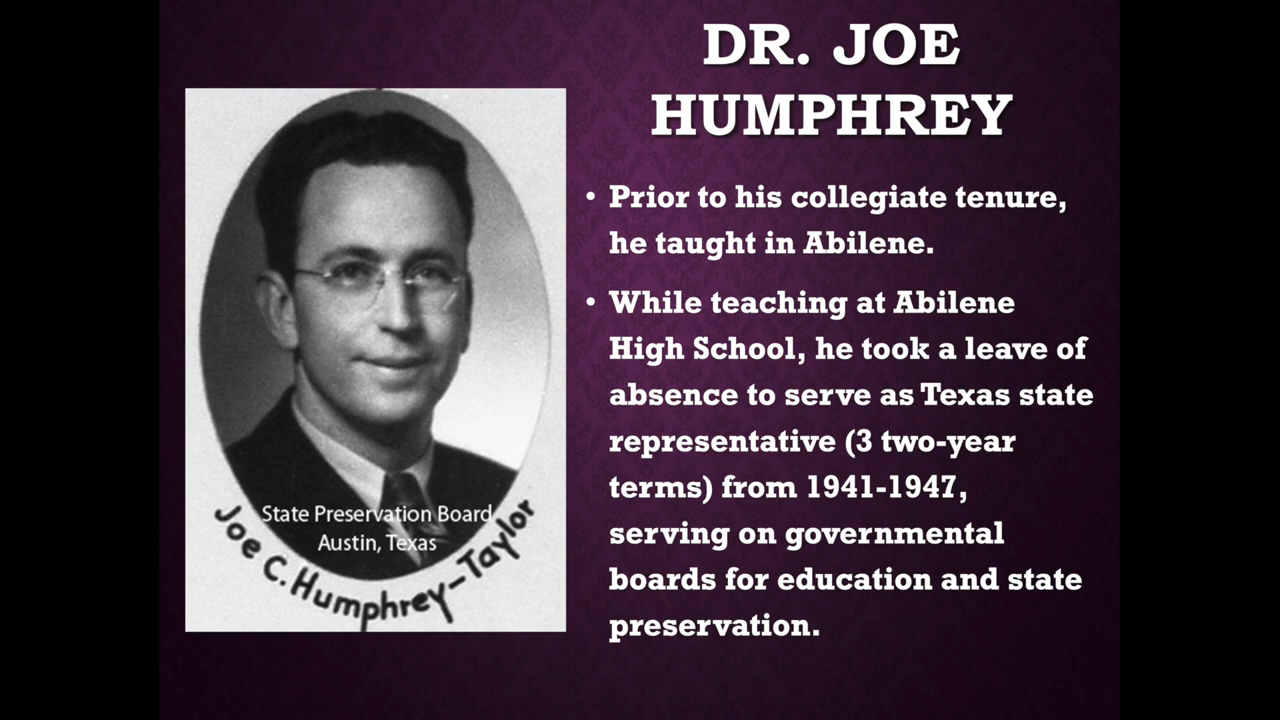 DR. JOE
HUMPHREY
• Prior to his collegiate tenure,
he taught in Abilene.
• While teaching at Abilene
High School, he took a leave of
absence to serve as Texas state
representative (3 two-year
terms) from 1941-1947,
serving on governmental
boards for education and state
preservation.
State Preservation Board
Austin, Texas
Joe C. Humphrey-Taylor